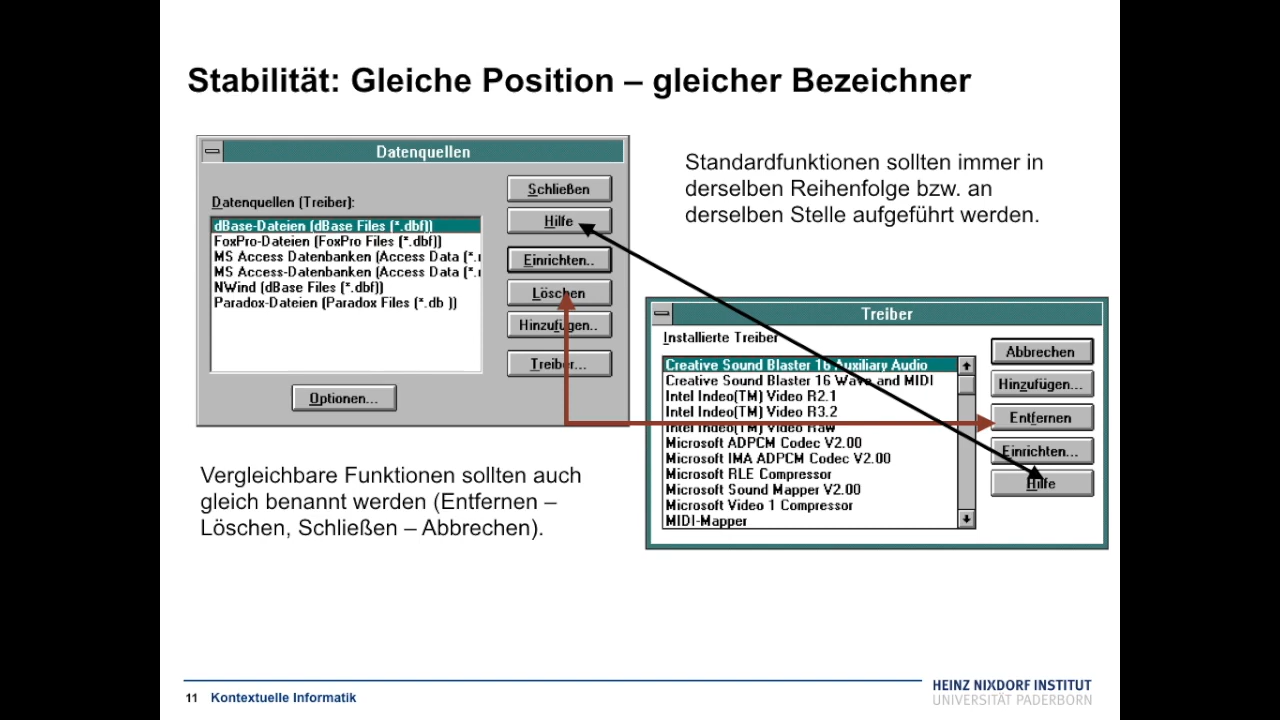 Stabilität: Gleiche Position – gleicher Bezeichner
Datenquellen
Datenquellen (Treiber):
dBase-Dateien (dBase Files (*.dbf))
FoxPro-Dateien (FoxPro Files (*.dbf))
MS Access Datenbanken (Access Data (*.
MS Access-Datenbanken (Access Data (*.
NWind (dBase Files (*.dbf))
Paradox-Dateien (Paradox Files (*.db ))
Schließen
Hilfe
Einrichten..
Löschen
Hinzufügen..
Treiber...
Optionen...
Standardfunktionen sollten immer in
derselben Reihenfolge bzw. an
derselben Stelle aufgeführt werden.
Treiber
Installierte Treiber
Creative Sound Blaster 16 Auxiliary Audio
Creative Sound Blaster 16 Wave and MIDI
Intel Indeo(TM) Video R2.1
Intel Indeo(TM) Video R3.2
Intel Indeo(TM) Video Raw
Microsoft ADPCM Codec V2.00
Microsoft IMA ADPCM Codec V2.00
Microsoft RLE Compressor
Microsoft Sound Mapper V2.00
Microsoft Video 1 Compressor
MIDI-Mapper
Abbrechen
Hinzufügen...
Entfernen
Einrichten...
Hilfe
Vergleichbare Funktionen sollten auch
gleich benannt werden (Entfernen –
Löschen, Schließen – Abbrechen).
11 Kontextuelle Informatik
HEINZ NIXDORF INSTITUT
UNIVERSITÄT PADERBORN